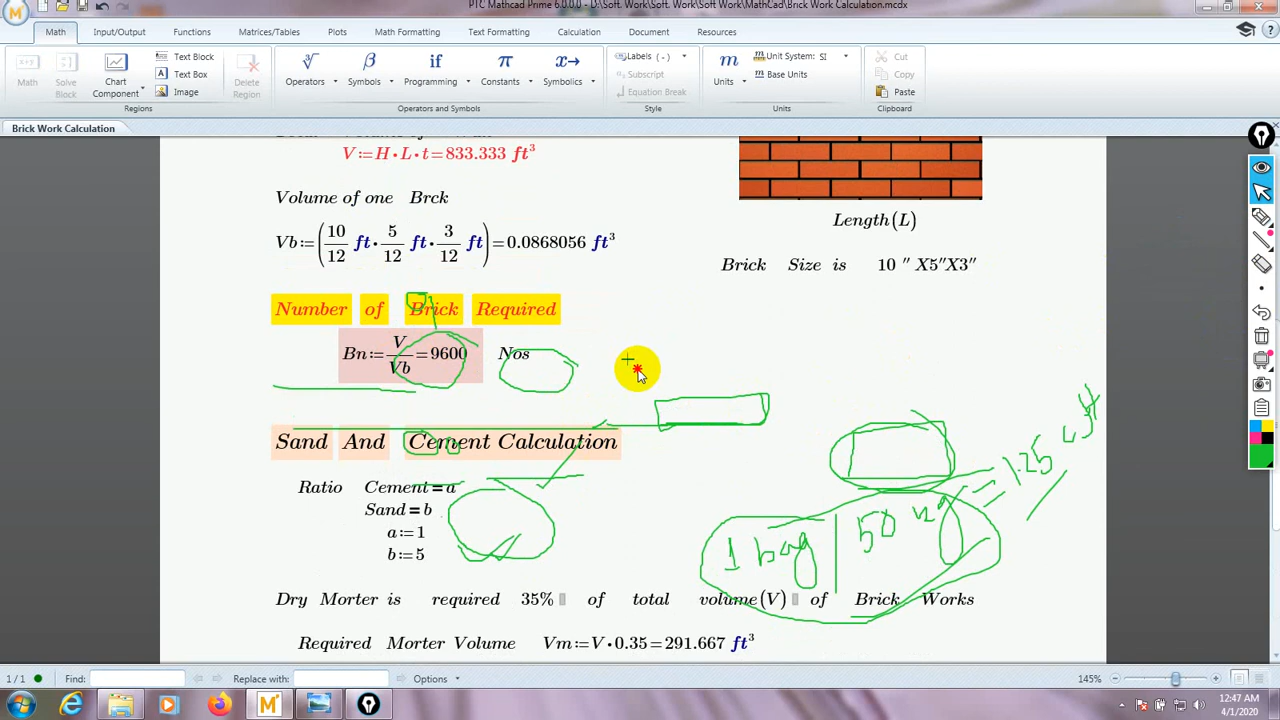 PTC Mathcad Prime 6.0.0.0 - D:\Soft. Work\Soft. Work\Soft Work\MathCad\Brick Work Calculation.mcdx
Math Input/Output Functions Matrices/Tables Plots Math Formatting Text Formatting Calculation Document Resources
Math
Solve Block
Chart Component
Text Block
Text Box
Image
Delete Region
Operators
Symbols
Programming
Constants
Symbolics
Labels ( - )
Subscript
Equation Break
Units
Unit System: SI
Base Units
Cut
Copy
Paste
Regions
Operators and Symbols
Style
Units
Clipboard
Brick Work Calculation
V:=H·L·t=833.333 ft³
Volume of one Brck
Length(L)
Vb:=(10/12 ft·5/12 ft·3/12 ft)=0.0868056 ft³
Brick Size is 10 "X5"X3"
Number of Brick Required
Bn:=V/Vb=9600 Nos
Sand And Cement Calculation
Ratio Cement=a
Sand=b
a:=1
b:=5
1 bag | 50 kg = 1.25 cft
Dry Morter is required 35% of total volume(V) of Brick Works
Required Morter Volume Vm:=V·0.35=291.667 ft³
1 / 1 Find: Replace with: Options 145%
12:47 AM
4/1/2020